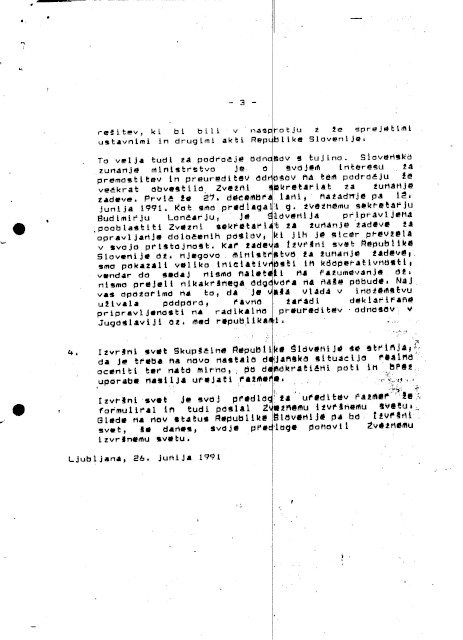 - 3 -
rešitev, ki bi bili v nasprotju z že sprejetimi
ustavnimi in drugimi akti Republike Slovenije.
To velja tudi za področje odnosov s tujino. Slovensko
zunanje ministrstvo je o svojem interesu za
premostitev in preureditev odnosov na tem področju že
večkrat obvestilo Zvezni sekretariat za zunanje
zadeve. Prvič že 27. decembra lani, nazadnje pa 12.
junija 1991. Kot smo predlagali g. zveznemu sekretarju
Budimirju Lončarju, je Slovenija pripravljena
pooblastiti Zvezni sekretariat za zunanje zadeve za
opravljanje določenih poslov, ki jih je sicer prevzela
v svojo pristojnost. Kar zadeva Izvršni svet Republike
Slovenije oz. njegovo ministrstvo za zunanje zadeve,
smo pokazali veliko iniciativnosti in kooperativnosti,
vendar do sedaj nismo naleteli na razumevanje oz.
nismo prejeli nikakršnega odgovora na naše pobude. Naj
vas opozorimo na to, da je vaša vlada v inozemstvu
uživala podporo, ravno zaradi deklarirane
pripravljenosti na radikalno preureditev odnosov v
Jugoslaviji oz. med republikami.
4. Izvršni svet Skupščine Republike Slovenije se strinja,
da je treba na novo nastalo dejansko situacijo realno
oceniti ter nato mirno, po demokratični poti in brez
uporabe nasilja urejati razmere.
Izvršni svet je svoj predlog za ureditev razmer že
formuliral in tudi poslal Zveznemu izvršnemu svetu.
Glede na nov status Republike Slovenije pa bo Izvršni
svet, še danes, svoje predloge ponovil Zveznemu
izvršnemu svetu.
Ljubljana, 26. junija 1991